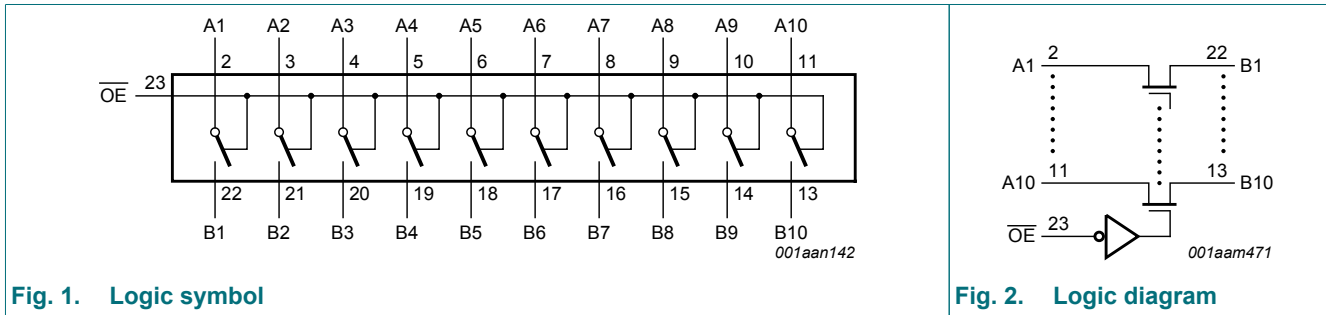 A1 A2 A3 A4 A5 A6 A7 A8 A9 A10
2 3 4 5 6 7 8 9 10 11
23
OE
22 21 20 19 18 17 16 15 14 13
B1 B2 B3 B4 B5 B6 B7 B8 B9 B10
001aan142
Fig. 1. Logic symbol
A1 2 22 B1
A10 11 13 B10
OE 23
001aam471
Fig. 2. Logic diagram